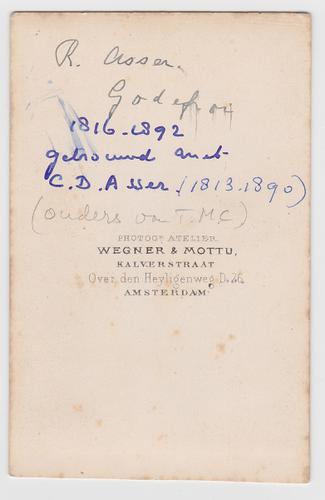 R. Asser.
Godefroi
1816-1892
getrouwd met
C.D. Asser (1813-1890)
(ouders van T.M.C)
PHOTOGR. ATELIER.
WEGNER & MOTTU,
KALVERSTRAAT
Over den Heyligenweg D.26.
AMSTERDAM